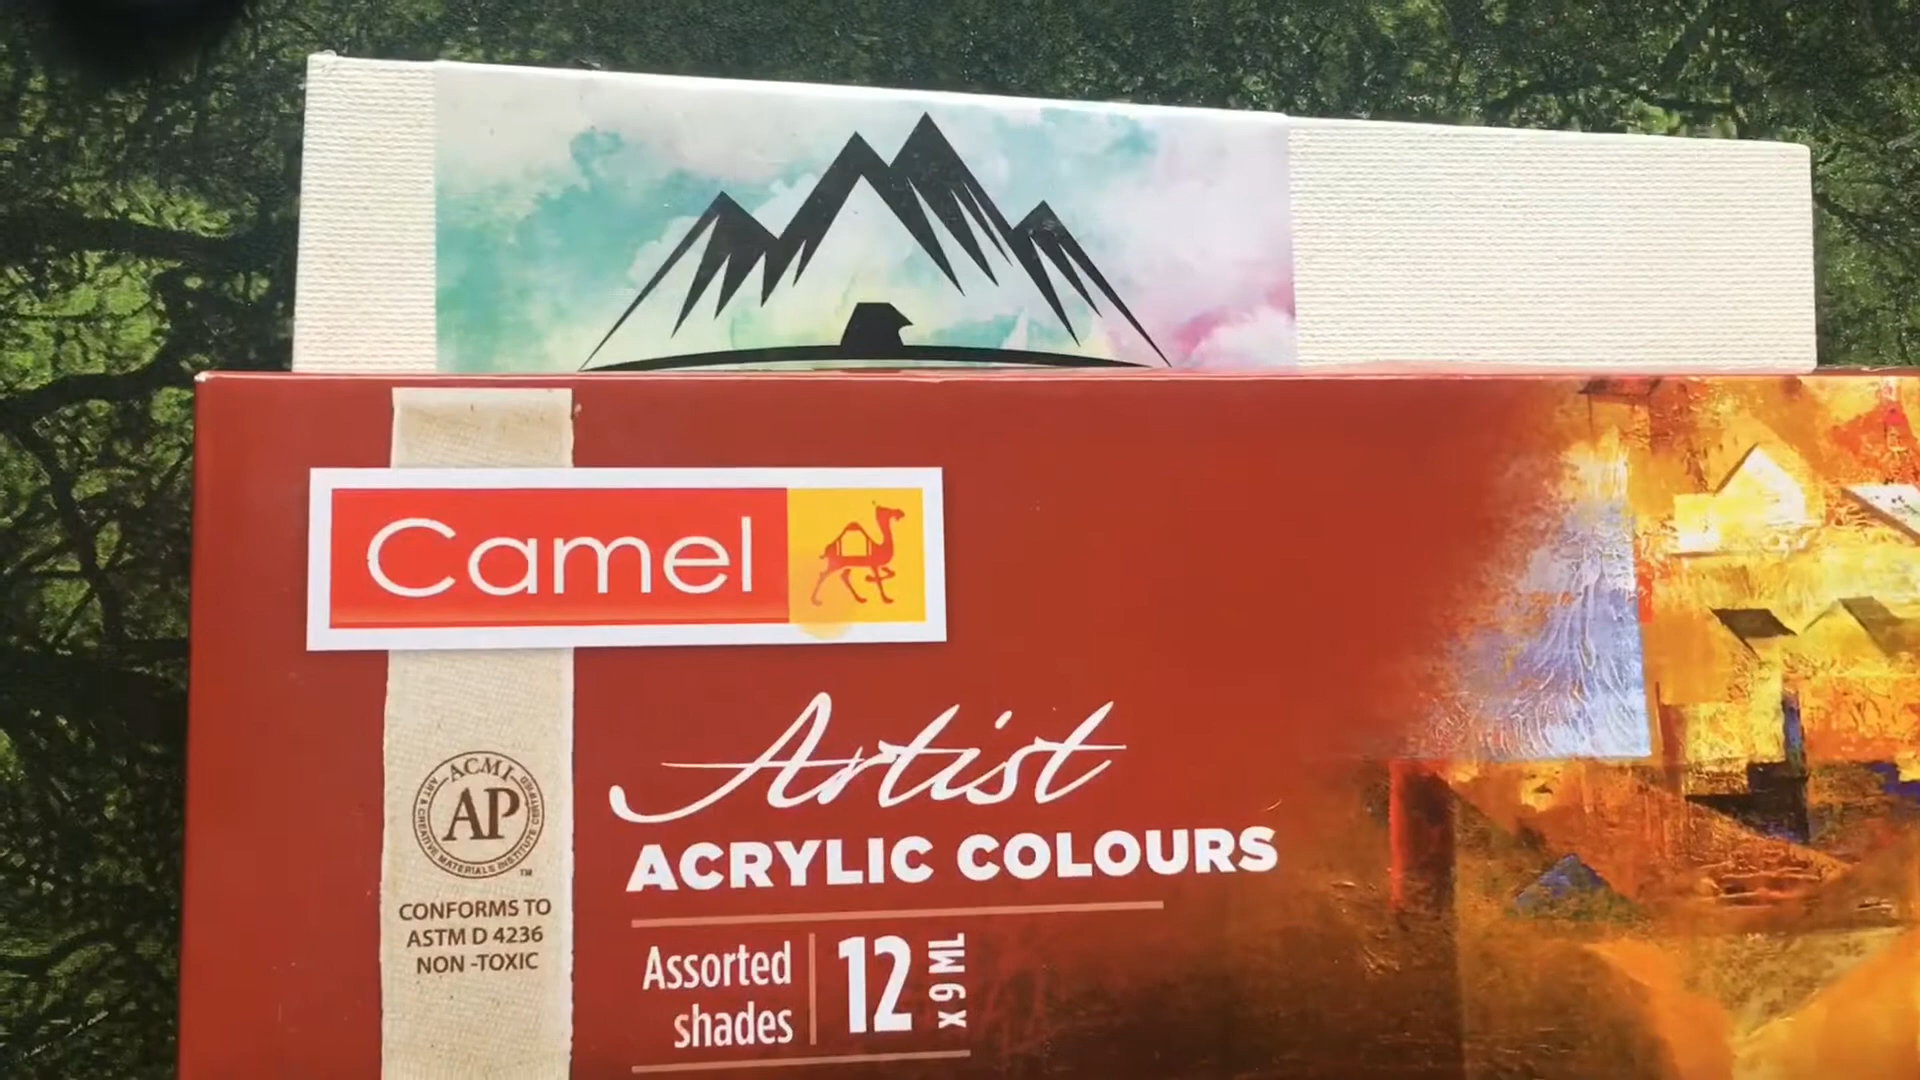 Camel
Artist
ACRYLIC COLOURS
Assorted
shades
12
x 9 ML
ACMI
AP
ART & CREATIVE MATERIALS INSTITUTE CERTIFIED
TM
CONFORMS TO
ASTM D 4236
NON -TOXIC